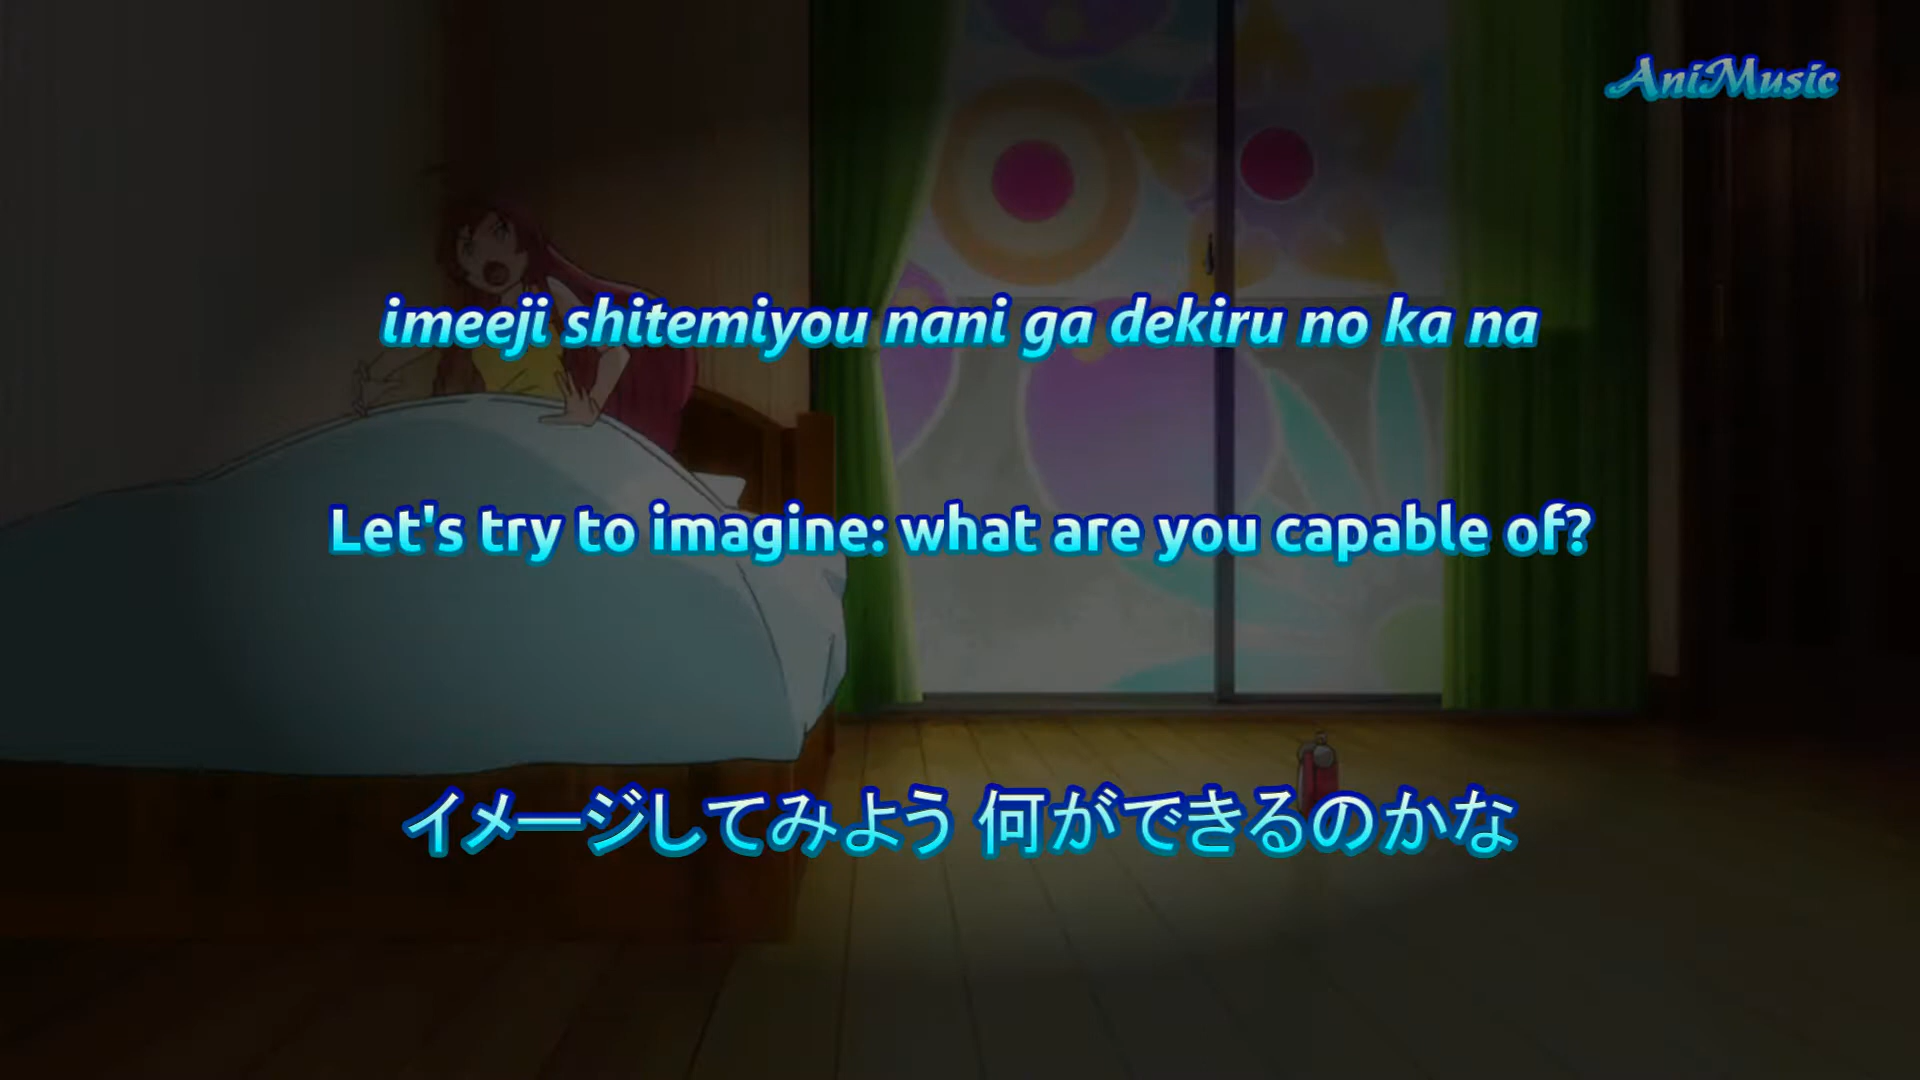 AniMusic
imeeji shitemiyou nani ga dekiru no ka na
Let's try to imagine: what are you capable of?
イメージしてみよう 何ができるのかな